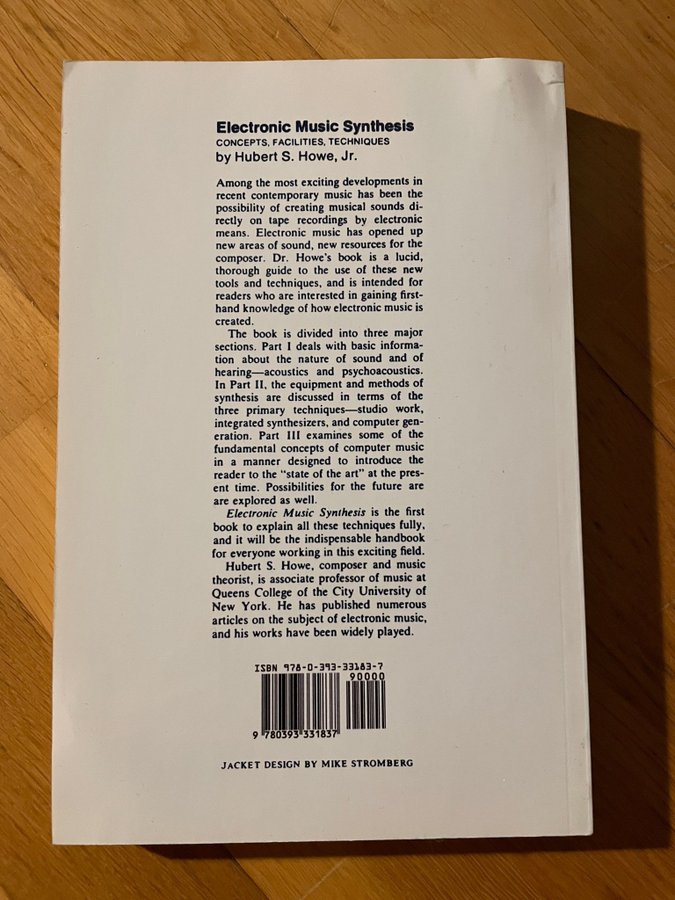 Electronic Music Synthesis
CONCEPTS, FACILITIES, TECHNIQUES
by Hubert S. Howe, Jr.
Among the most exciting developments in
recent contemporary music has been the
possibility of creating musical sounds di-
rectly on tape recordings by electronic
means. Electronic music has opened up
new areas of sound, new resources for the
composer. Dr. Howe's book is a lucid,
thorough guide to the use of these new
tools and techniques, and is intended for
readers who are interested in gaining first-
hand knowledge of how electronic music is
created.
The book is divided into three major
sections. Part I deals with basic informa-
tion about the nature of sound and of
hearing—acoustics and psychoacoustics.
In Part II, the equipment and methods of
synthesis are discussed in terms of the
three primary techniques—studio work,
integrated synthesizers, and computer gen-
eration. Part III examines some of the
fundamental concepts of computer music
in a manner designed to introduce the
reader to the "state of the art" at the pres-
ent time. Possibilities for the future are
are explored as well.
Electronic Music Synthesis is the first
book to explain all these techniques fully,
and it will be the indispensable handbook
for everyone working in this exciting field.
Hubert S. Howe, composer and music
theorist, is associate professor of music at
Queens College of the City University of
New York. He has published numerous
articles on the subject of electronic music,
and his works have been widely played.
ISBN 978-0-393-33183-7
90000
9 780393 331837
JACKET DESIGN BY MIKE STROMBERG